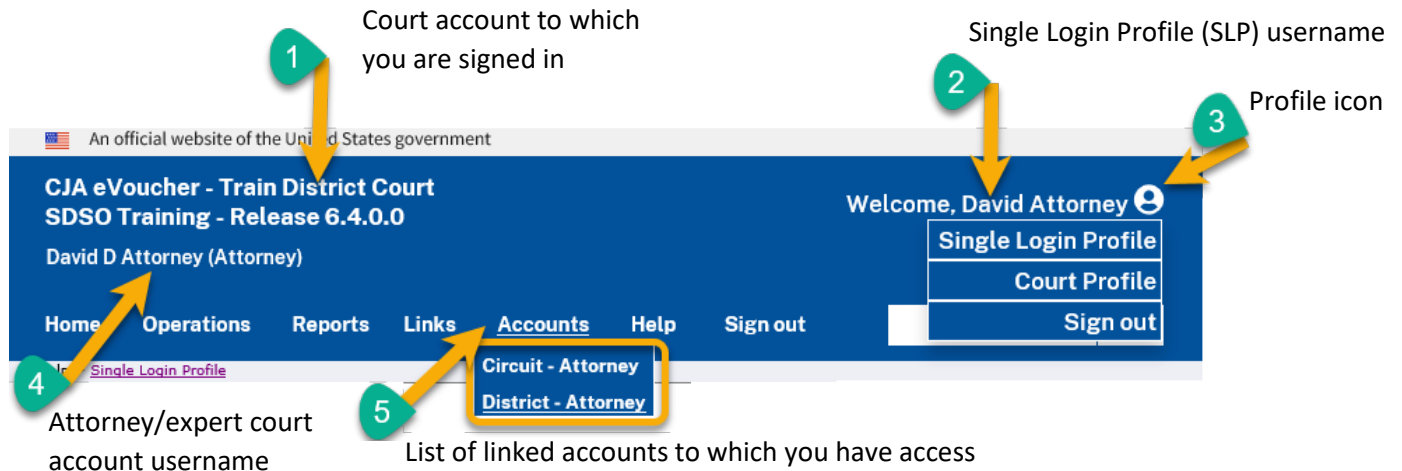 Court account to which
you are signed in
1
Single Login Profile (SLP) username
2
Profile icon
3
An official website of the United States government
CJA eVoucher - Train District Court
SDSO Training - Release 6.4.0.0
David D Attorney (Attorney)
Welcome, David Attorney
Single Login Profile
Court Profile
Sign out
Home Operations Reports Links Accounts Help Sign out
Circuit - Attorney
District - Attorney
Single Login Profile
4
5
Attorney/expert court
account username
List of linked accounts to which you have access